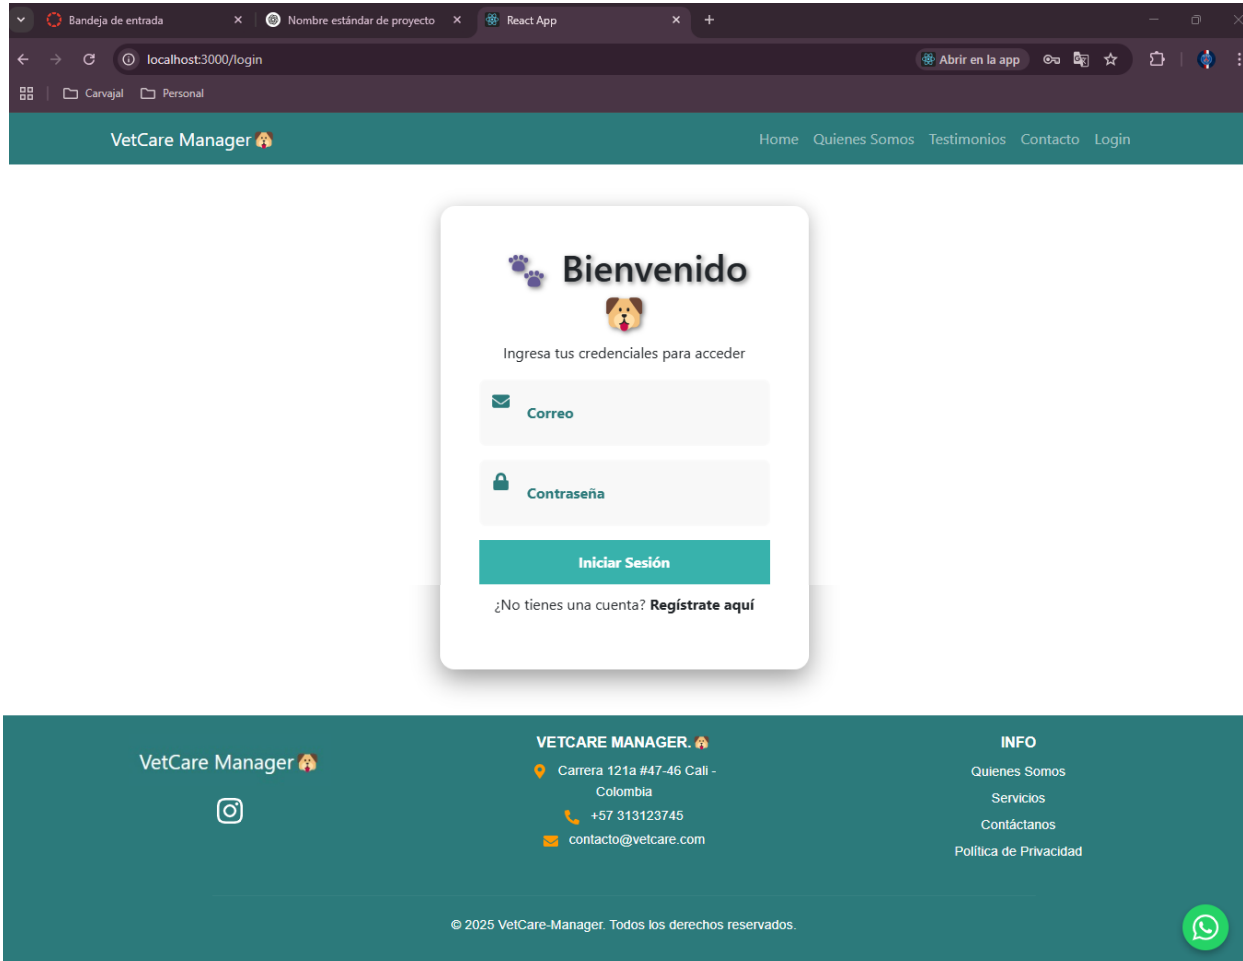 Bandeja de entrada
Nombre estándar de proyecto
React App
localhost:3000/login
Abrir en la app
Carvajal
Personal
VetCare Manager
Home Quienes Somos Testimonios Contacto Login
Bienvenido
Ingresa tus credenciales para acceder
Correo
Contraseña
Iniciar Sesión
¿No tienes una cuenta? Regístrate aquí
VetCare Manager
VETCARE MANAGER.
Carrera 121a #47-46 Cali -
Colombia
+57 313123745
contacto@vetcare.com
INFO
Quienes Somos
Servicios
Contáctanos
Política de Privacidad
© 2025 VetCare-Manager. Todos los derechos reservados.